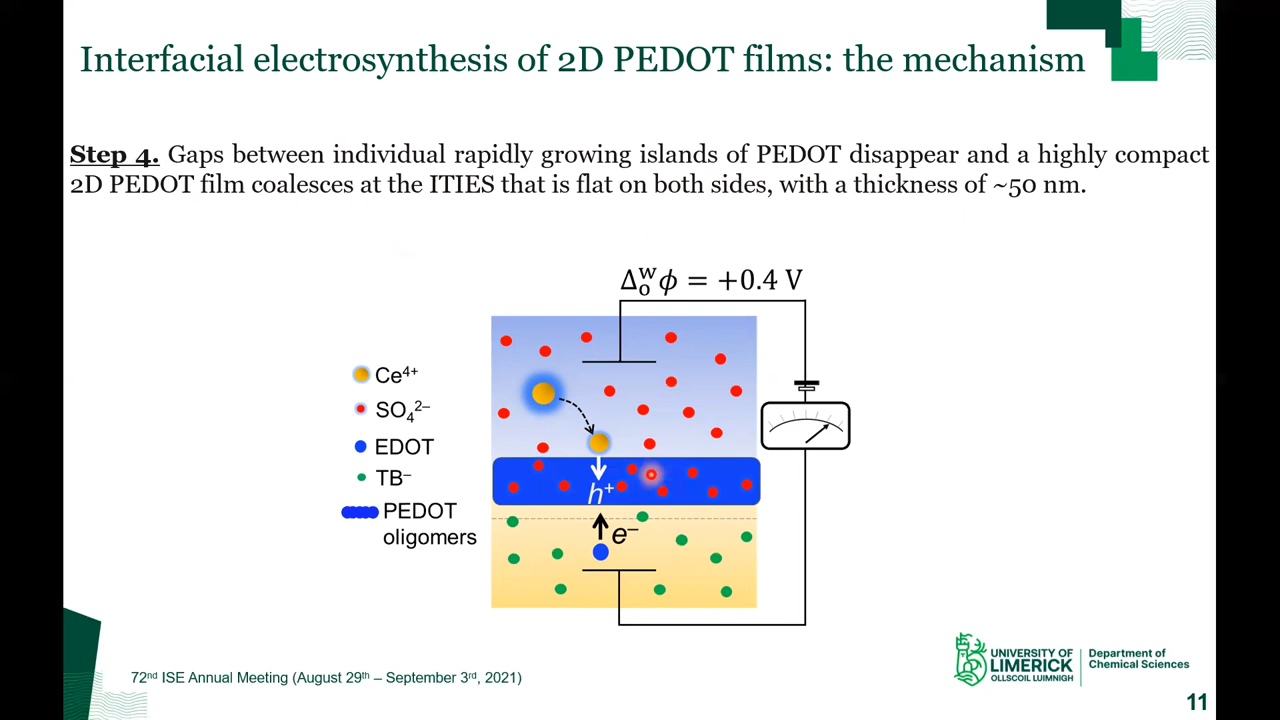 Interfacial electrosynthesis of 2D PEDOT films: the mechanism
Step 4. Gaps between individual rapidly growing islands of PEDOT disappear and a highly compact
2D PEDOT film coalesces at the ITIES that is flat on both sides, with a thickness of ~50 nm.
Δ₀ʷϕ = +0.4 V
Ce⁴⁺
SO₄²⁻
EDOT
TB⁻
PEDOT
oligomers
h⁺
e⁻
72ⁿᵈ ISE Annual Meeting (August 29ᵗʰ – September 3ʳᵈ, 2021)
UNIVERSITY OF
LIMERICK
OLLSCOIL LUIMNIGH
Department of
Chemical Sciences
11